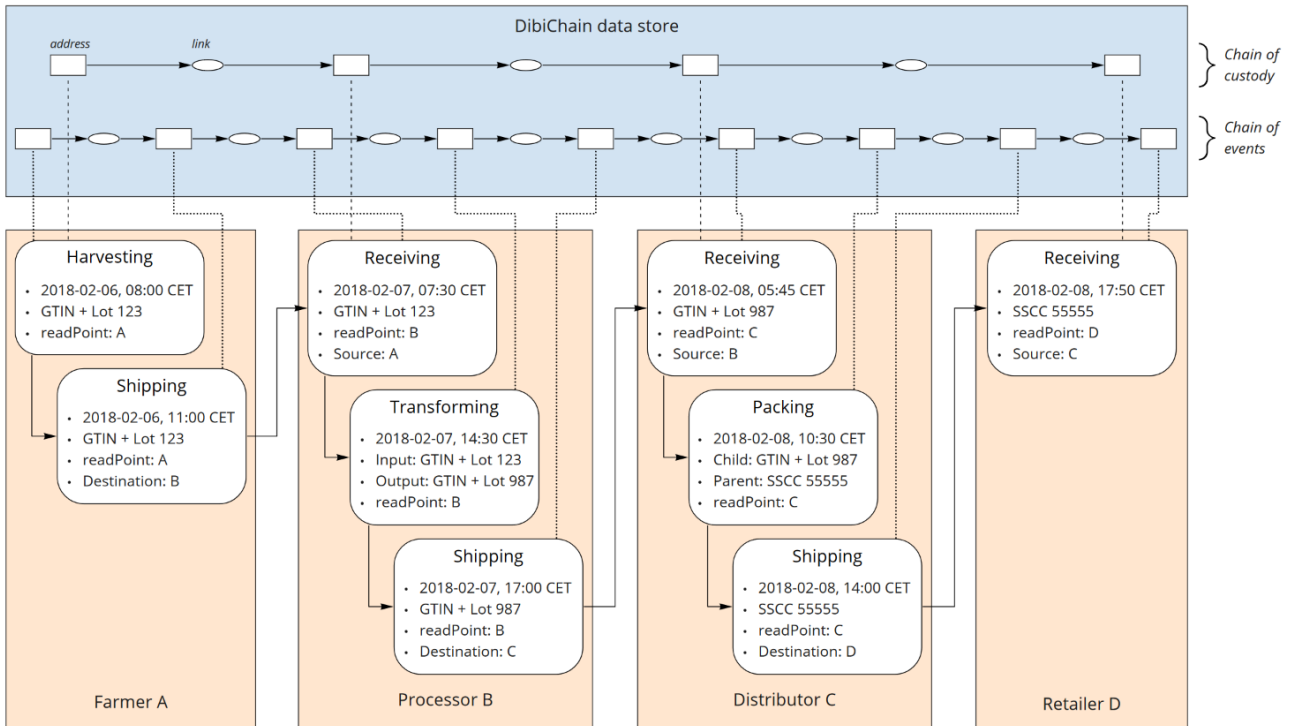 DibiChain data store
address
link
Chain of
custody
Chain of
events
Harvesting
• 2018-02-06, 08:00 CET
• GTIN + Lot 123
• readPoint: A
Shipping
• 2018-02-06, 11:00 CET
• GTIN + Lot 123
• readPoint: A
• Destination: B
Farmer A
Receiving
• 2018-02-07, 07:30 CET
• GTIN + Lot 123
• readPoint: B
• Source: A
Transforming
• 2018-02-07, 14:30 CET
• Input: GTIN + Lot 123
• Output: GTIN + Lot 987
• readPoint: B
Shipping
• 2018-02-07, 17:00 CET
• GTIN + Lot 987
• readPoint: B
• Destination: C
Processor B
Receiving
• 2018-02-08, 05:45 CET
• GTIN + Lot 987
• readPoint: C
• Source: B
Packing
• 2018-02-08, 10:30 CET
• Child: GTIN + Lot 987
• Parent: SSCC 55555
• readPoint: C
Shipping
• 2018-02-08, 14:00 CET
• SSCC 55555
• readPoint: C
• Destination: D
Distributor C
Receiving
• 2018-02-08, 17:50 CET
• SSCC 55555
• readPoint: D
• Source: C
Retailer D